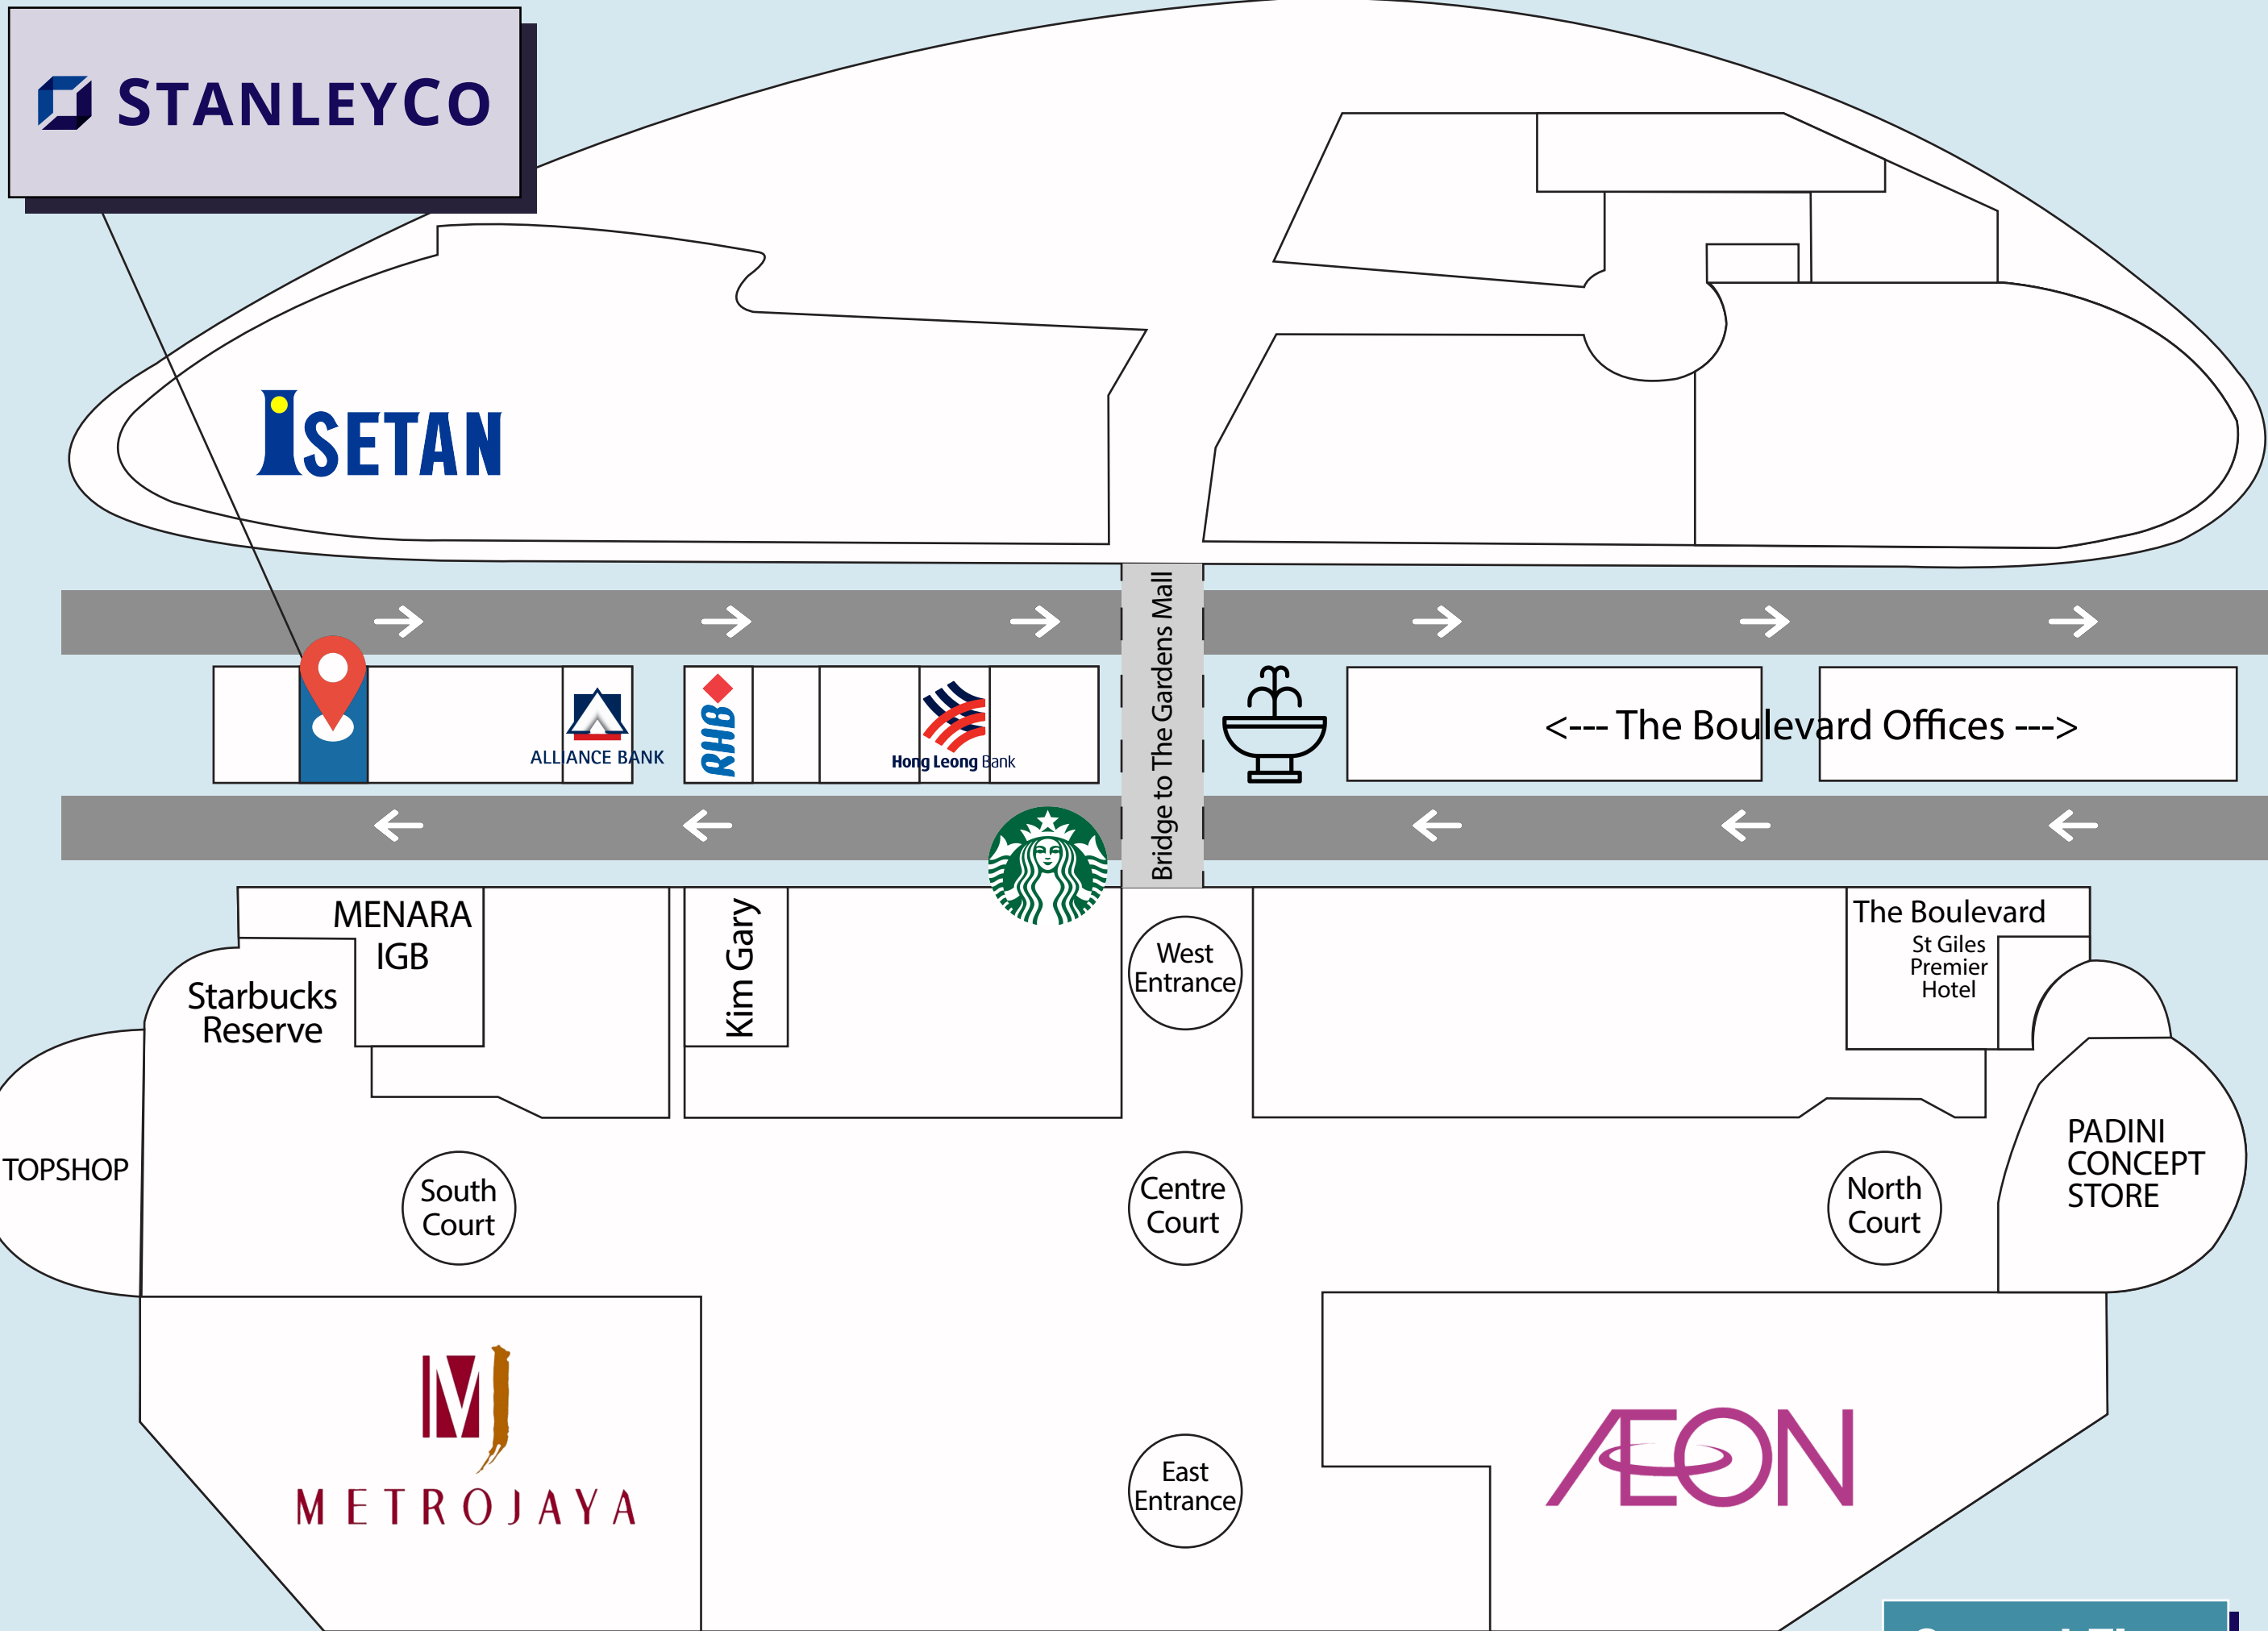 STANLEYCO
ISETAN
Bridge to The Gardens Mall
ALLIANCE BANK
RHB
Hong Leong Bank
<--- The Boulevard Offices --->
MENARA
IGB
Kim Gary
Starbucks
Reserve
West
Entrance
The Boulevard
St Giles
Premier
Hotel
TOPSHOP
South
Court
Centre
Court
North
Court
PADINI
CONCEPT
STORE
MJ
METROJAYA
East
Entrance
ÆON